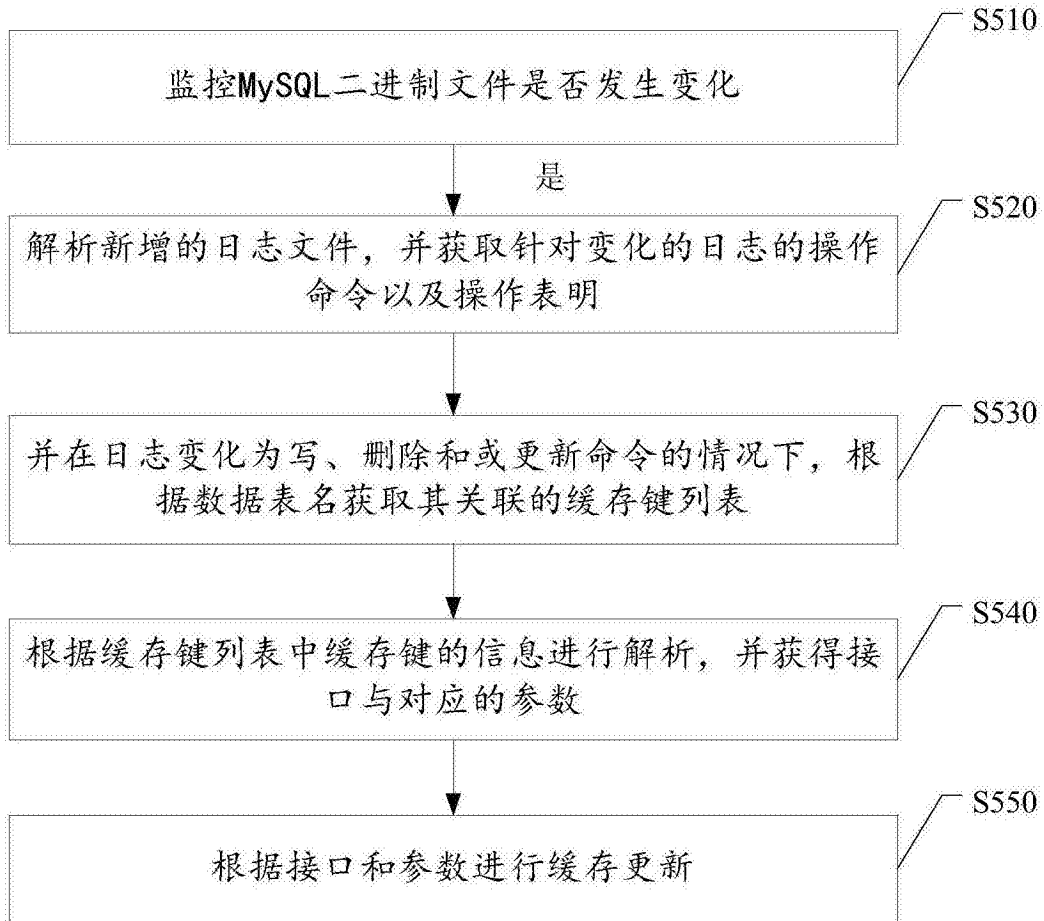 S510
监控MySQL二进制文件是否发生变化
是
S520
解析新增的日志文件，并获取针对变化的日志的操作
命令以及操作表明
S530
并在日志变化为写、删除和或更新命令的情况下，根
据数据表名获取其关联的缓存键列表
S540
根据缓存键列表中缓存键的信息进行解析，并获得接
口与对应的参数
S550
根据接口和参数进行缓存更新